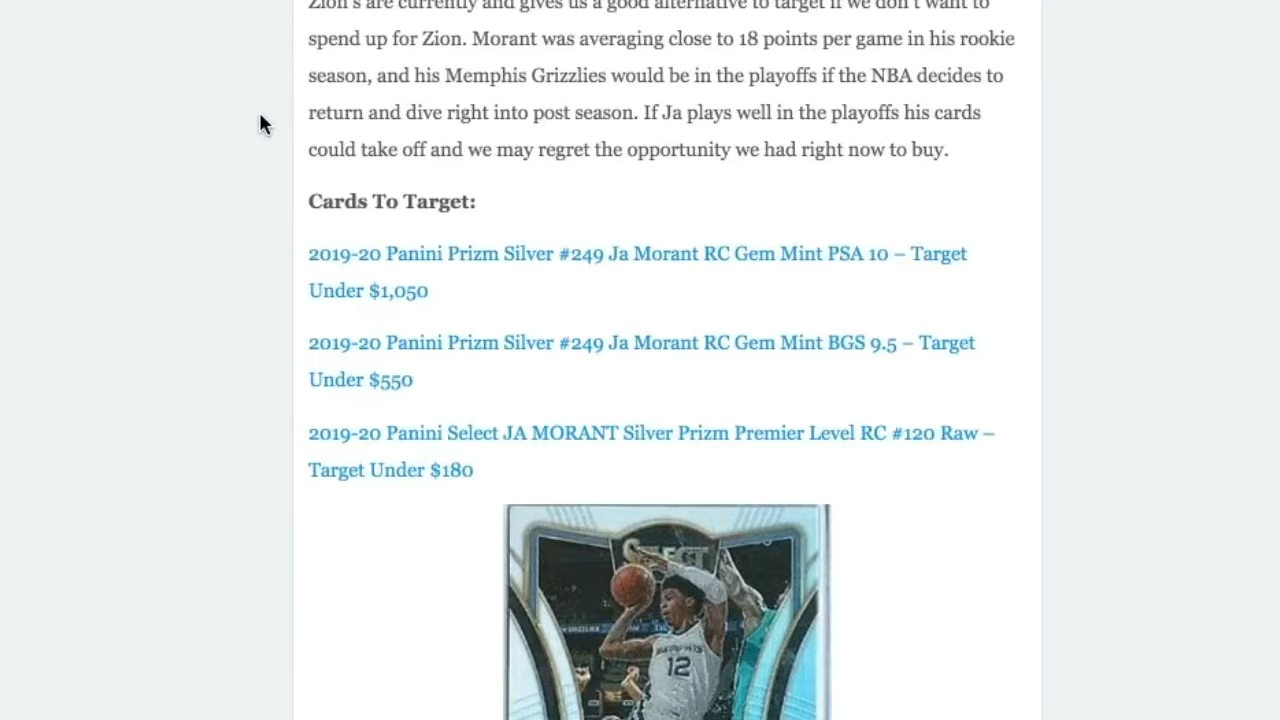 Zion's are currently and gives us a good alternative to target if we don't want to
spend up for Zion. Morant was averaging close to 18 points per game in his rookie
season, and his Memphis Grizzlies would be in the playoffs if the NBA decides to
return and dive right into post season. If Ja plays well in the playoffs his cards
could take off and we may regret the opportunity we had right now to buy.
Cards To Target:
2019-20 Panini Prizm Silver #249 Ja Morant RC Gem Mint PSA 10 – Target
Under $1,050
2019-20 Panini Prizm Silver #249 Ja Morant RC Gem Mint BGS 9.5 – Target
Under $550
2019-20 Panini Select JA MORANT Silver Prizm Premier Level RC #120 Raw –
Target Under $180
SELECT
MEMPHIS
12